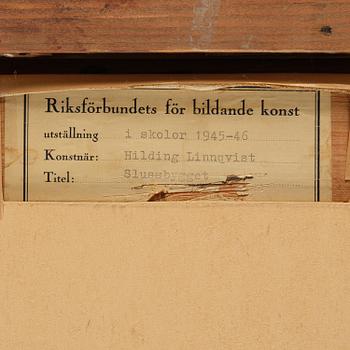 Riksförbundets för bildande konst
utställning i skolor 1945-46
Konstnär: Hilding Linnqvist
Titel: Slussbygget